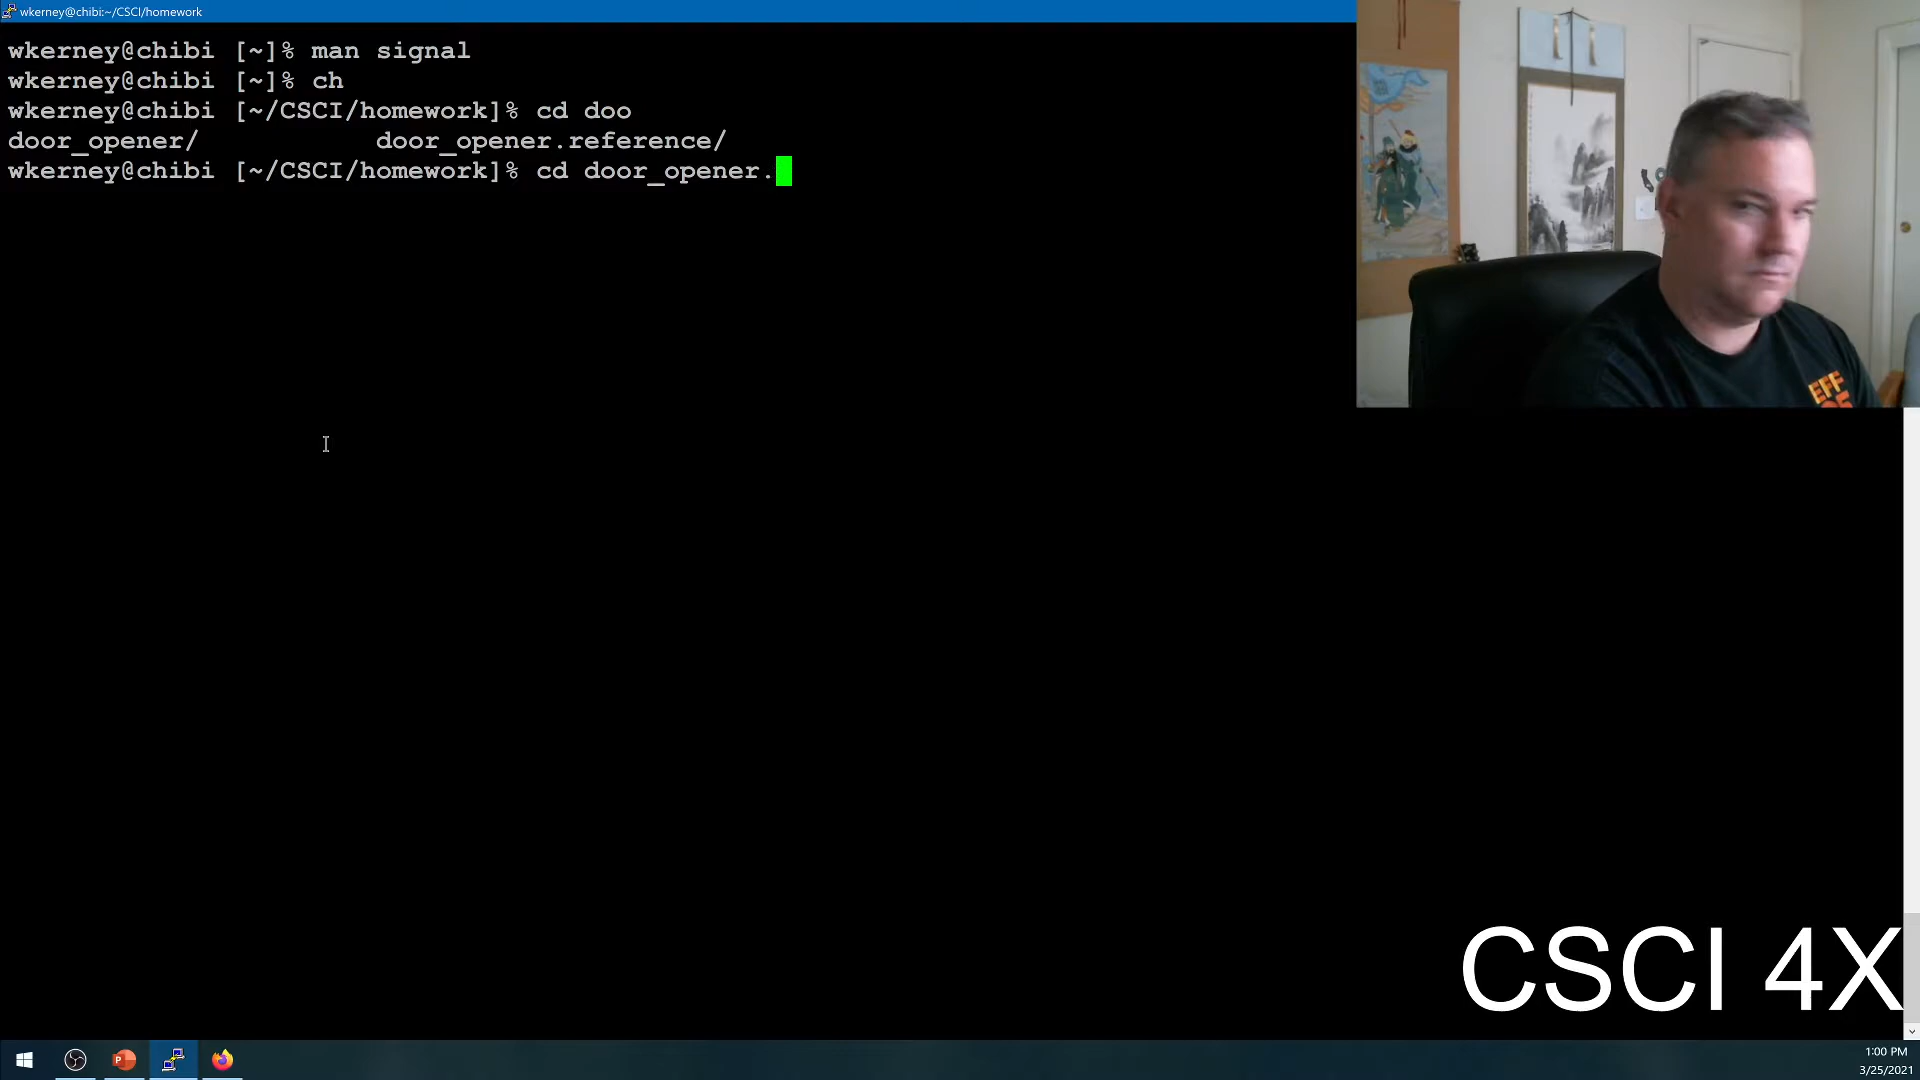 wkerney@chibi:~/CSCI/homework
wkerney@chibi [~]% man signal
wkerney@chibi [~]% ch
wkerney@chibi [~/CSCI/homework]% cd doo
door_opener/ door_opener.reference/
wkerney@chibi [~/CSCI/homework]% cd door_opener.
EFF
CSCI 4X
1:00 PM
3/25/2021